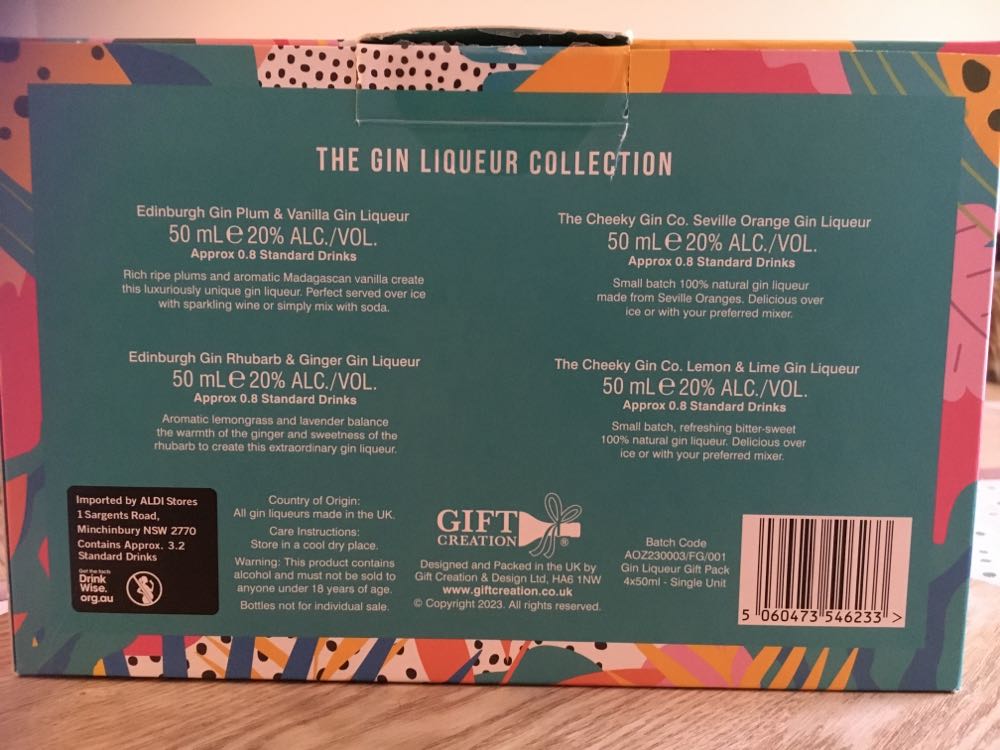 THE GIN LIQUEUR COLLECTION
Edinburgh Gin Plum & Vanilla Gin Liqueur
50 mL℮ 20% ALC./VOL.
Approx 0.8 Standard Drinks
Rich ripe plums and aromatic Madagascan vanilla create
this luxuriously unique gin liqueur. Perfect served over ice
with sparkling wine or simply mix with soda.
The Cheeky Gin Co. Seville Orange Gin Liqueur
50 mL℮ 20% ALC./VOL.
Approx 0.8 Standard Drinks
Small batch 100% natural gin liqueur
made from Seville Oranges. Delicious over
ice or with your preferred mixer.
Edinburgh Gin Rhubarb & Ginger Gin Liqueur
50 mL℮ 20% ALC./VOL.
Approx 0.8 Standard Drinks
Aromatic lemongrass and lavender balance
the warmth of the ginger and sweetness of the
rhubarb to create this extraordinary gin liqueur.
The Cheeky Gin Co. Lemon & Lime Gin Liqueur
50 mL℮ 20% ALC./VOL.
Approx 0.8 Standard Drinks
Small batch, refreshing bitter-sweet
100% natural gin liqueur. Delicious over
ice or with your preferred mixer.
Imported by ALDI Stores
1 Sargents Road,
Minchinbury NSW 2770
Contains Approx. 3.2
Standard Drinks
Get the facts
Drink
Wise.
org.au
Country of Origin:
All gin liqueurs made in the UK.
Care Instructions:
Store in a cool dry place.
Warning: This product contains
alcohol and must not be sold to
anyone under 18 years of age.
Bottles not for individual sale.
GIFT
CREATION®
Designed and Packed in the UK by
Gift Creation & Design Ltd, HA6 1NW
www.giftcreation.co.uk
© Copyright 2023. All rights reserved.
Batch Code
AOZ230003/FG/001
Gin Liqueur Gift Pack
4x50ml - Single Unit
5 060473 546233 >